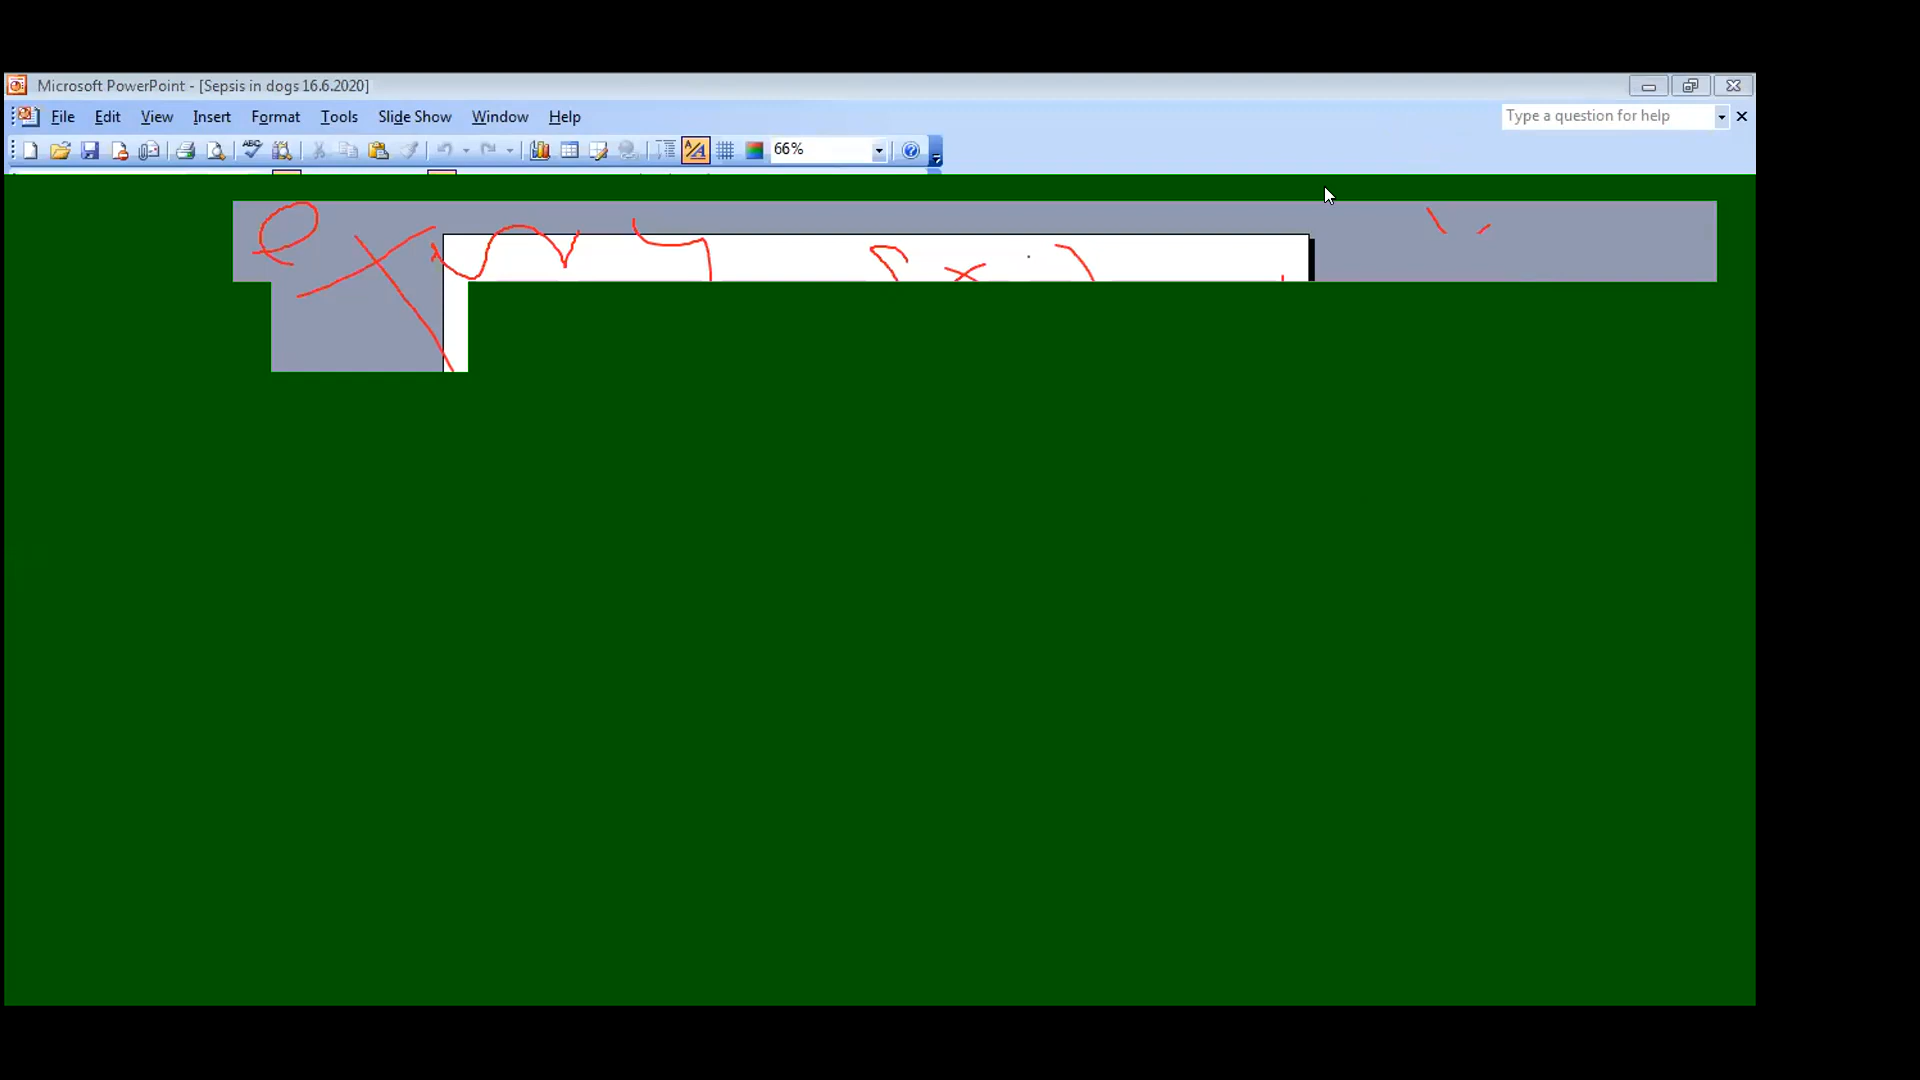 Microsoft PowerPoint - [Sepsis in dogs 16.6.2020]
File Edit View Insert Format Tools Slide Show Window Help Type a question for help
66%